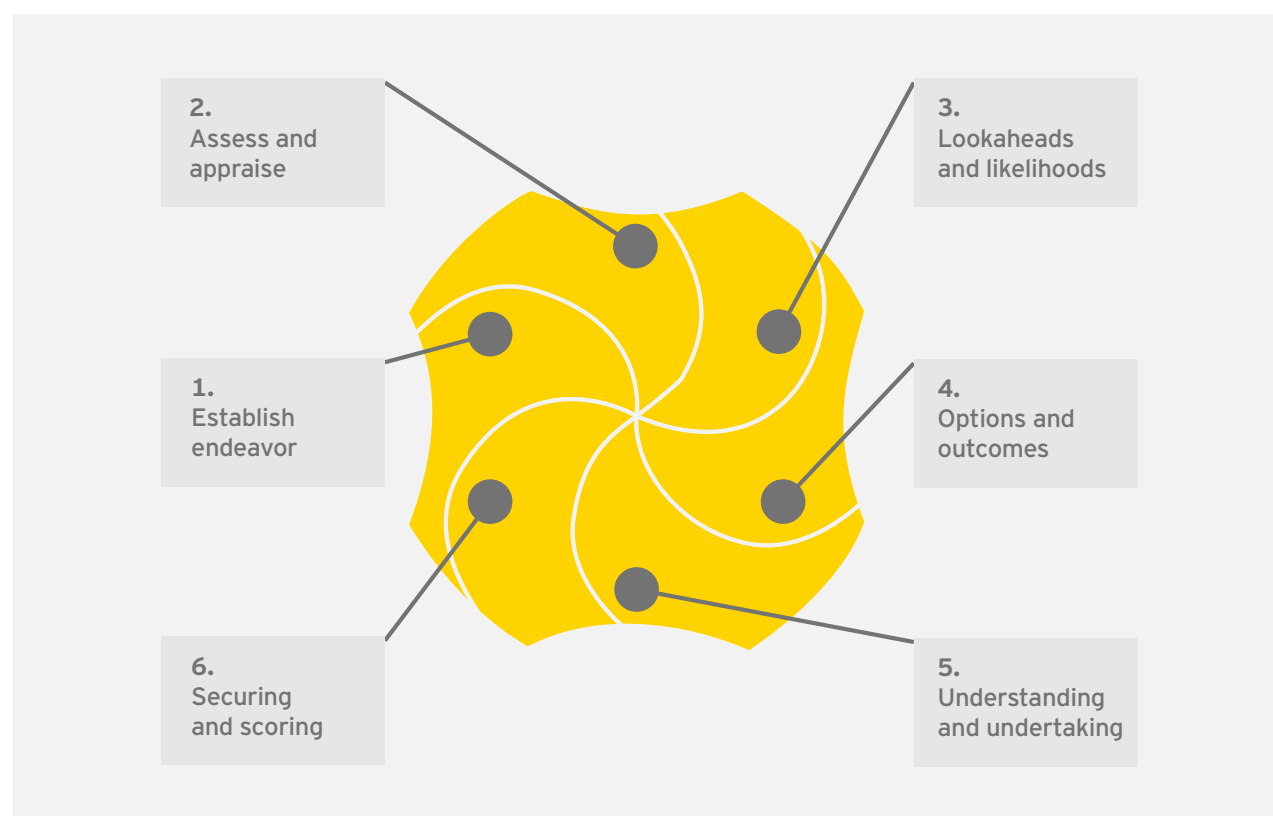 1.
Establish
endeavor
2.
Assess and
appraise
3.
Lookaheads
and likelihoods
4.
Options and
outcomes
5.
Understanding
and undertaking
6.
Securing
and scoring